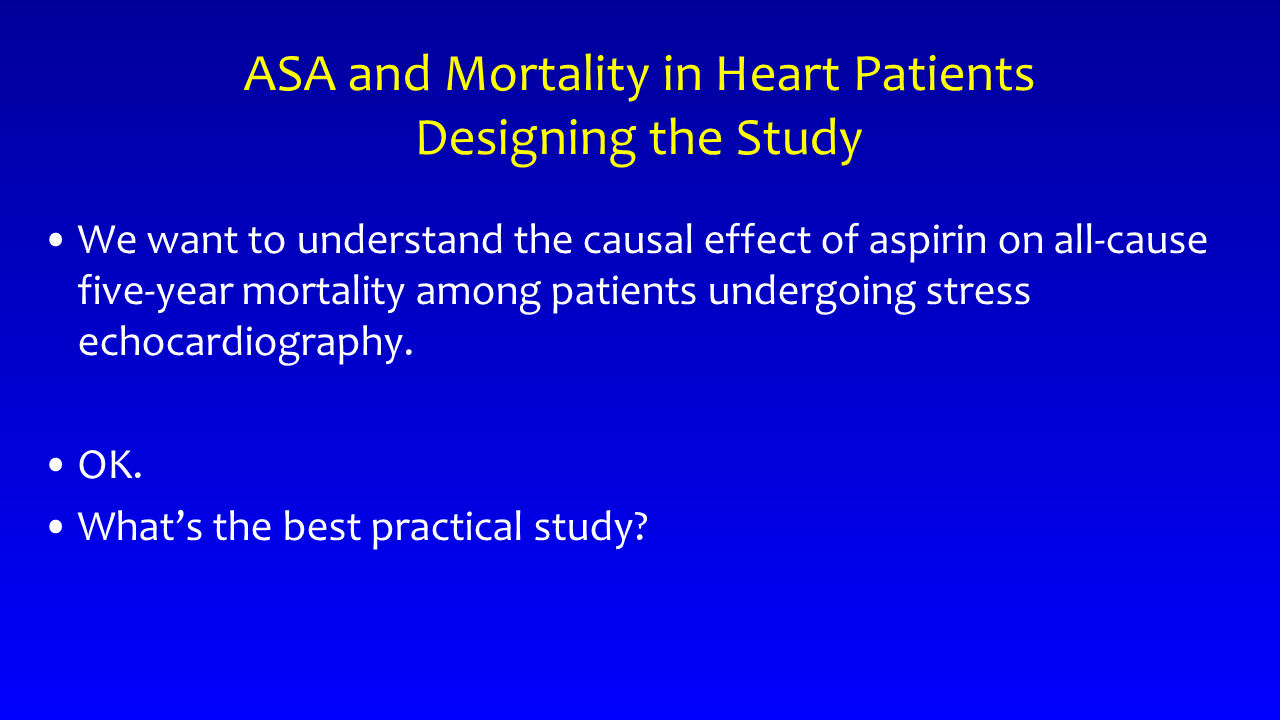 ASA and Mortality in Heart Patients
Designing the Study
• We want to understand the causal effect of aspirin on all-cause
five-year mortality among patients undergoing stress
echocardiography.
• OK.
• What’s the best practical study?